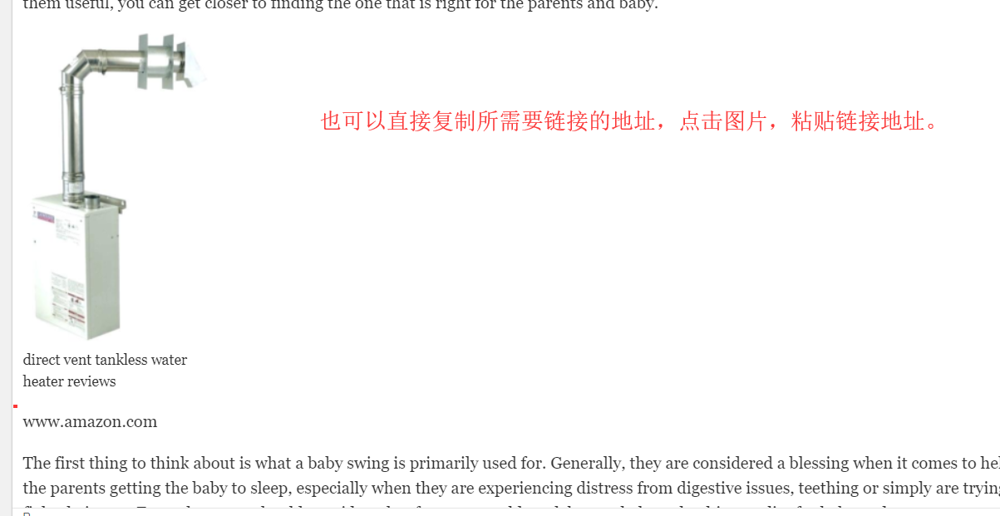 them useful, you can get closer to finding the one that is right for the parents and baby.
也可以直接复制所需要链接的地址，点击图片，粘贴链接地址。
direct vent tankless water
heater reviews
www.amazon.com
The first thing to think about is what a baby swing is primarily used for. Generally, they are considered a blessing when it comes to
the parents getting the baby to sleep, especially when they are experiencing distress from digestive issues, teething or simply are